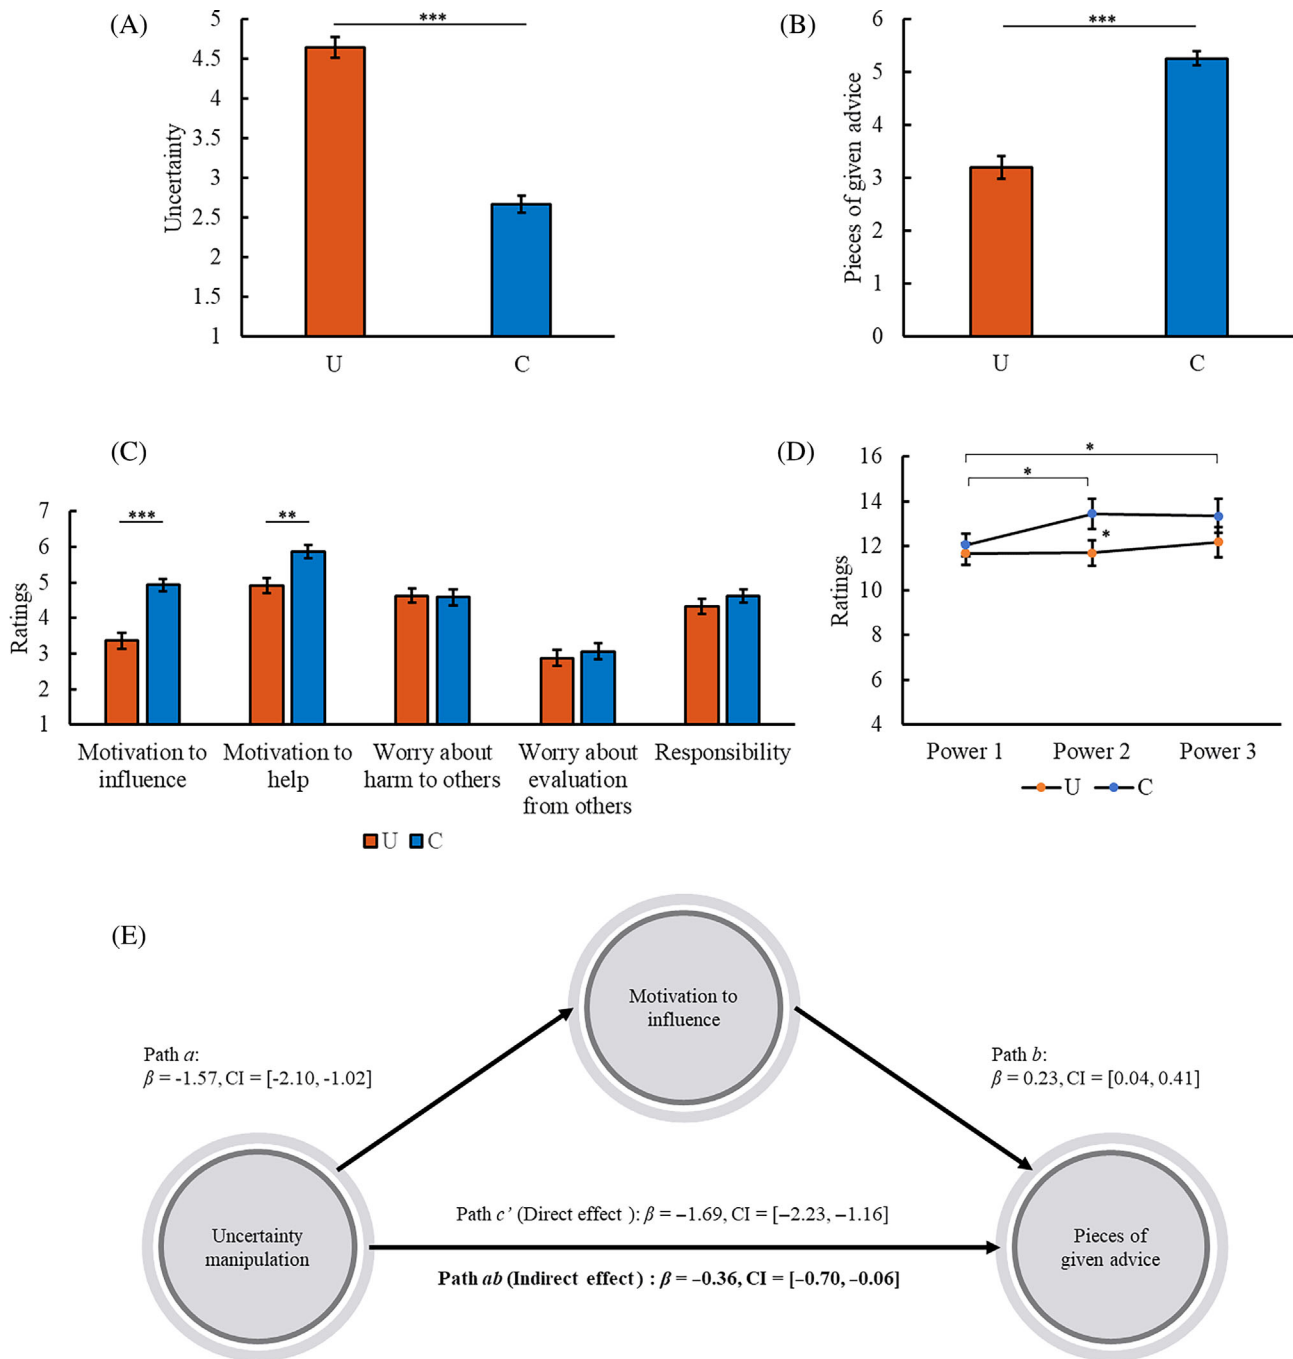 (A)
***
5
4.5
4
3.5
3
2.5
2
1.5
1
Uncertainty
U
C
(B)
***
6
5
4
3
2
1
0
Pieces of given advice
U
C
(C)
7
6
5
4
3
2
1
Ratings
***
**
Motivation to
influence
Motivation to
help
Worry about
harm to others
Worry about
evaluation
from others
Responsibility
U C
(D)
16
14
12
10
8
6
4
Ratings
*
*
*
Power 1 Power 2 Power 3
U C
(E)
Motivation to
influence
Path a:
β = -1.57, CI = [-2.10, -1.02]
Path b:
β = 0.23, CI = [0.04, 0.41]
Uncertainty
manipulation
Path c’ (Direct effect ): β = –1.69, CI = [–2.23, –1.16]
Path ab (Indirect effect) : β = –0.36, CI = [–0.70, –0.06]
Pieces of
given advice